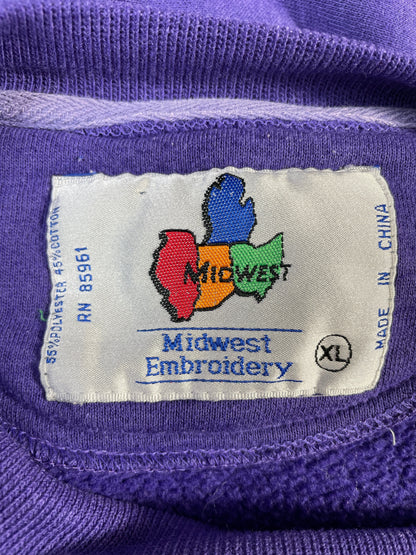 MIDWEST
Midwest
Embroidery
XL
55% POLYESTER 45% COTTON
RN 85961
MADE IN CHINA